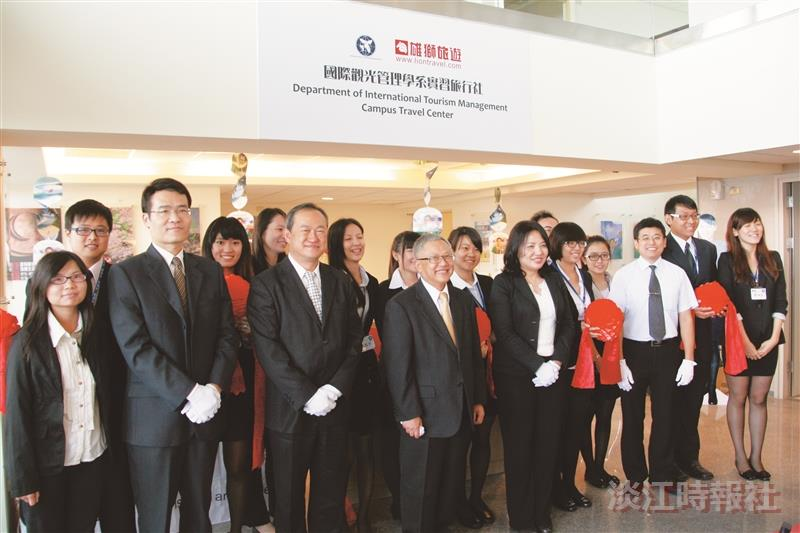 雄獅旅遊
www.liontravel.com
國際觀光管理學系實習旅行社
Department of International Tourism Management
Campus Travel Center
淡江時報社